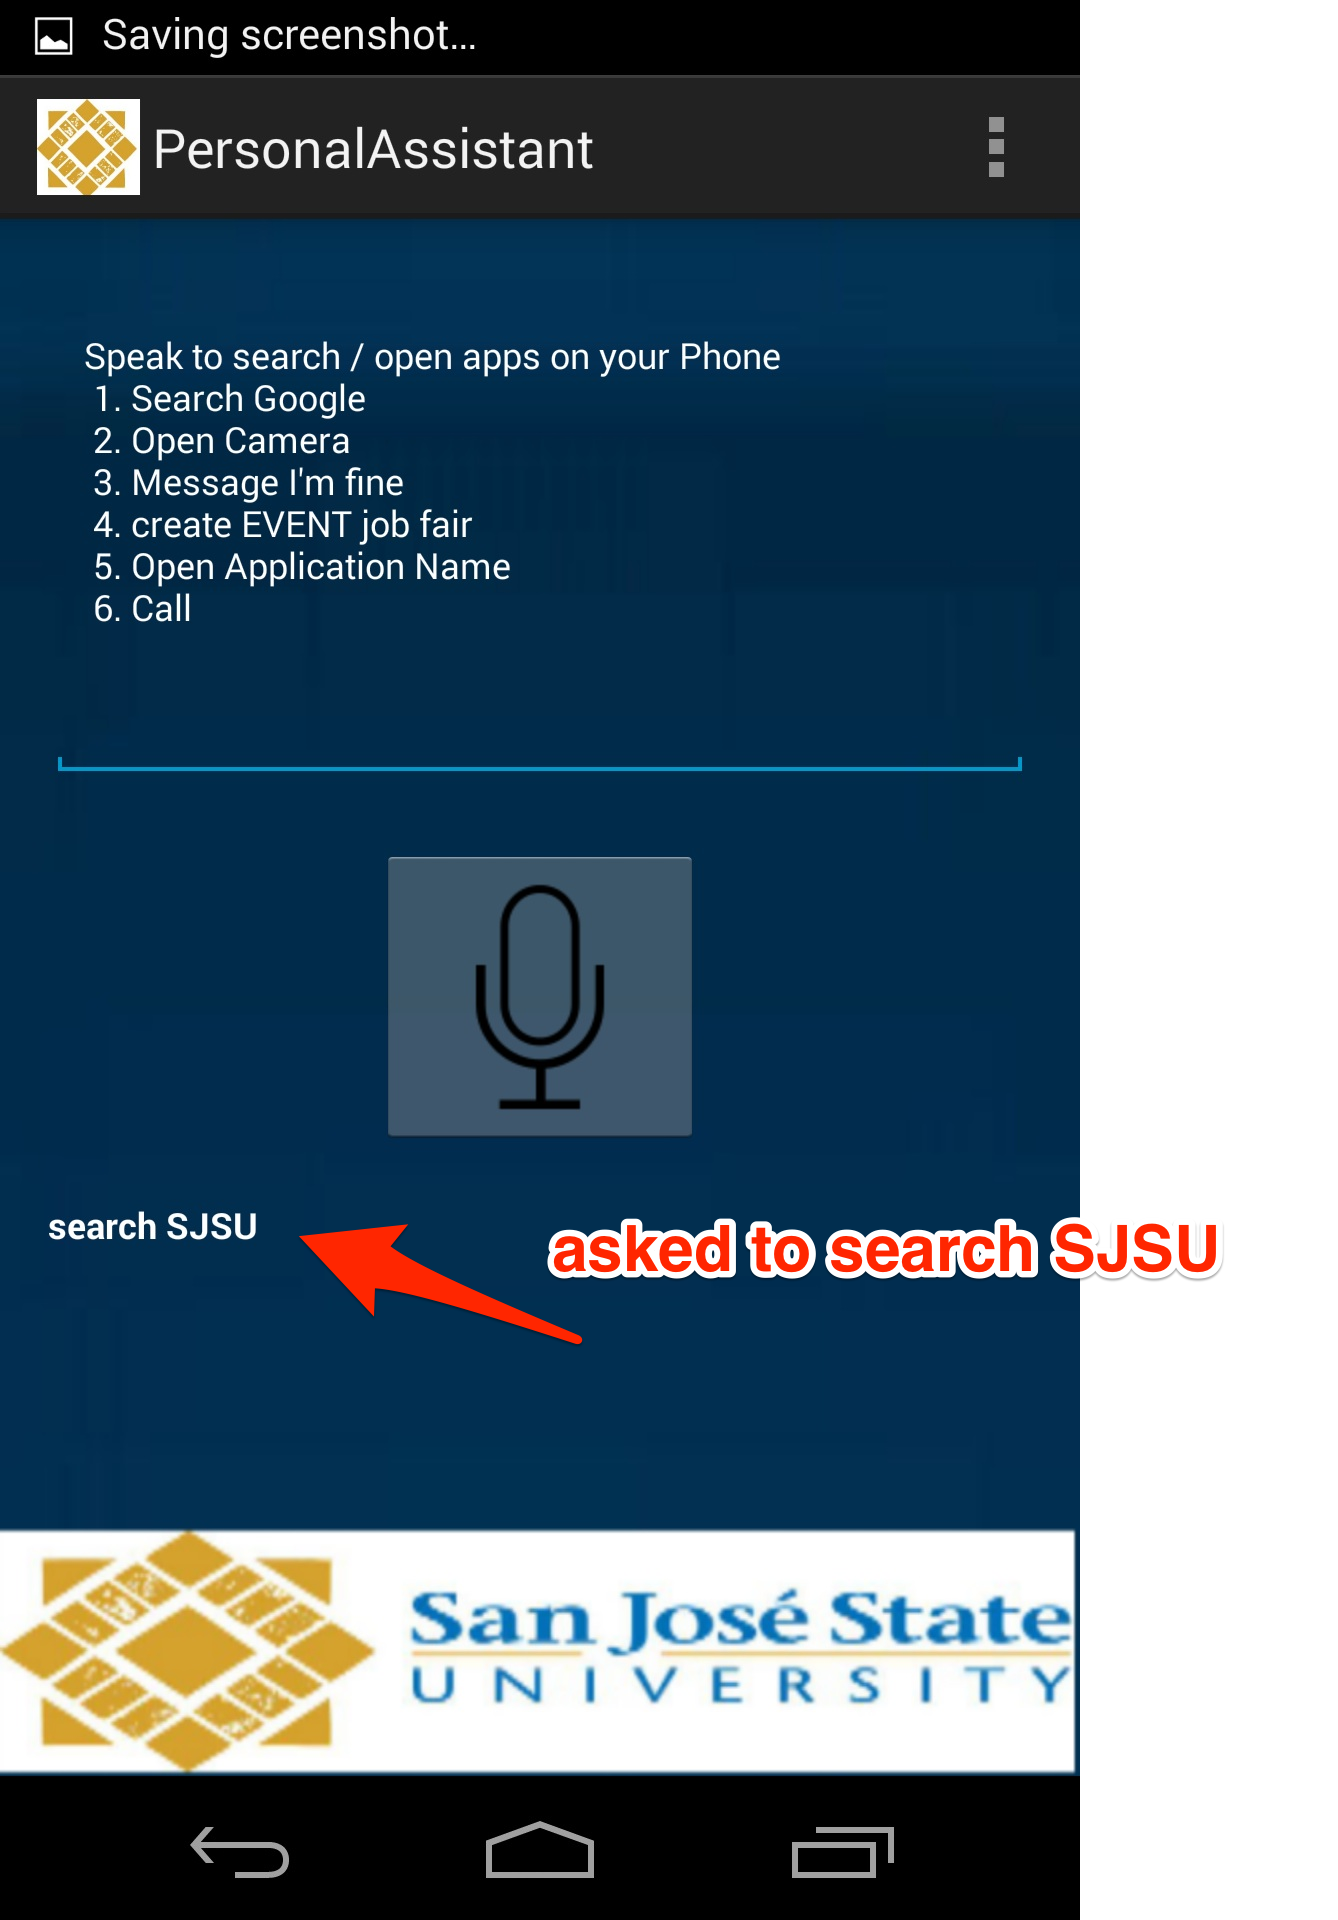 Saving screenshot...
PersonalAssistant
Speak to search / open apps on your Phone
1. Search Google
2. Open Camera
3. Message I'm fine
4. create EVENT job fair
5. Open Application Name
6. Call
search SJSU
asked to search SJSU
San José State
UNIVERSITY